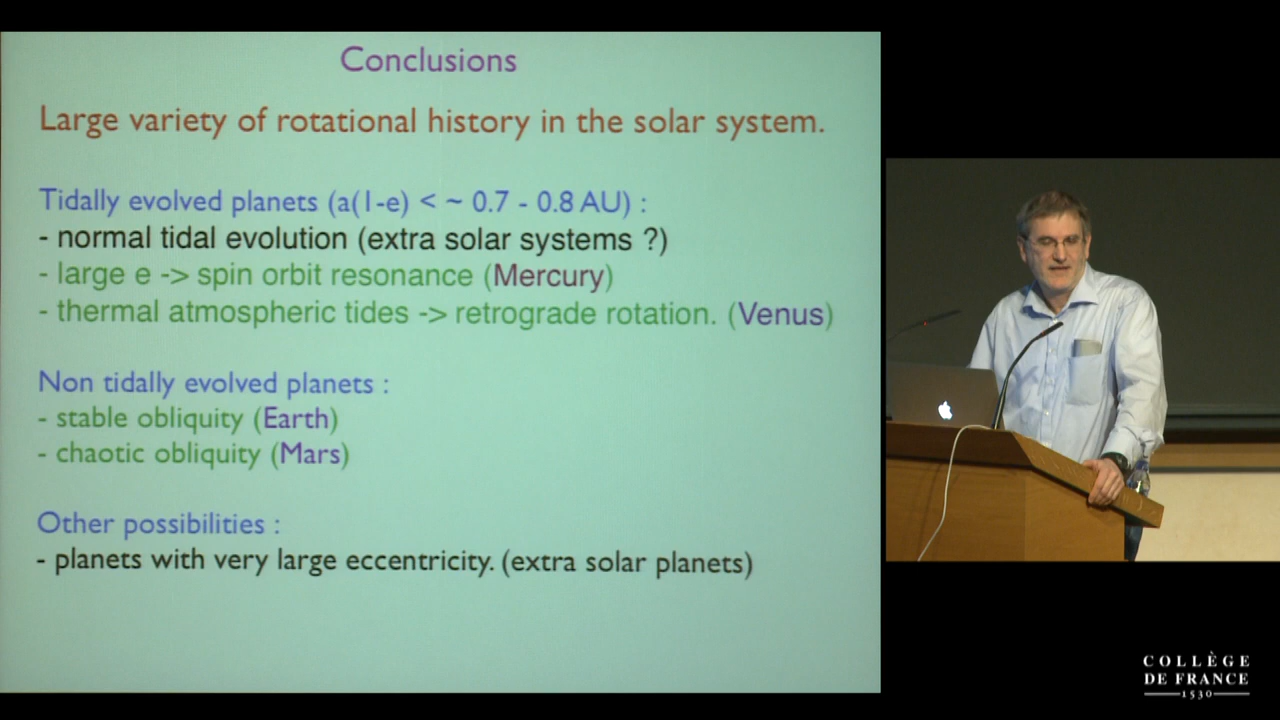 Conclusions
Large variety of rotational history in the solar system.
Tidally evolved planets (a(1-e) < ~ 0.7 - 0.8 AU) :
- normal tidal evolution (extra solar systems ?)
- large e -> spin orbit resonance (Mercury)
- thermal atmospheric tides -> retrograde rotation. (Venus)
Non tidally evolved planets :
- stable obliquity (Earth)
- chaotic obliquity (Mars)
Other possibilities :
- planets with very large eccentricity. (extra solar planets)
COLLÈGE
DE FRANCE
1530